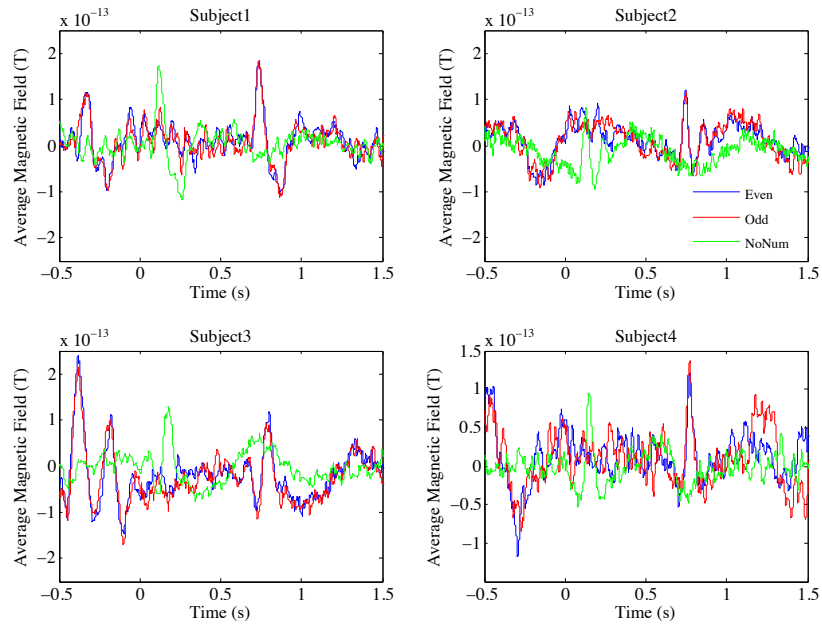 Subject1
x 10−13
Average Magnetic Field (T)
2
1
0
−1
−2
−0.5 0 0.5 1 1.5
Time (s)
Subject2
x 10−13
Average Magnetic Field (T)
2
1
0
−1
−2
Even
Odd
NoNum
−0.5 0 0.5 1 1.5
Time (s)
Subject3
x 10−13
Average Magnetic Field (T)
2
1
0
−1
−2
−0.5 0 0.5 1 1.5
Time (s)
Subject4
x 10−13
Average Magnetic Field (T)
1.5
1
0.5
0
−0.5
−1
−0.5 0 0.5 1 1.5
Time (s)